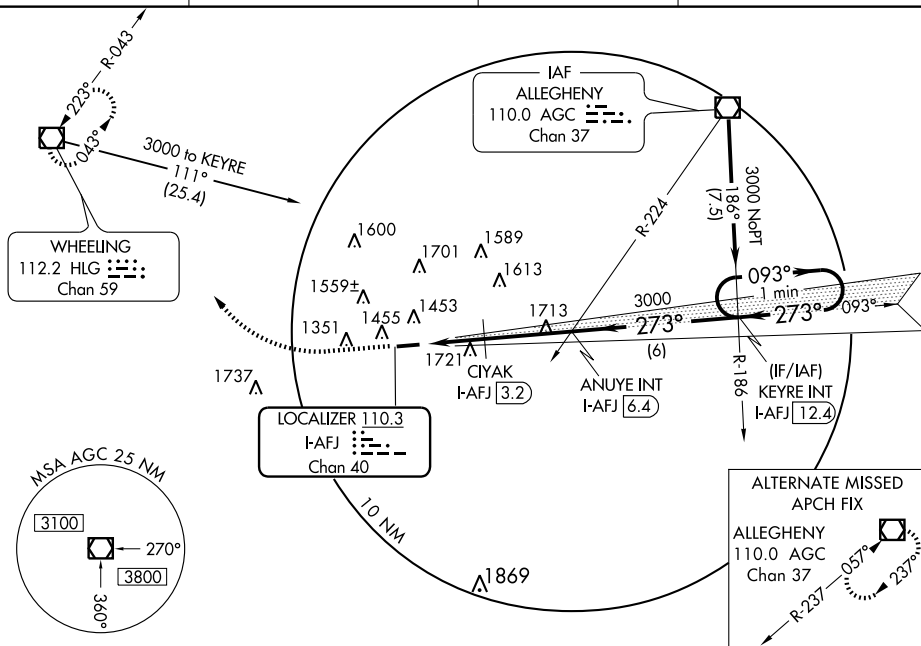 R-043
223°
043°
3000 to KEYRE
111°
(25.4)
WHEELING
112.2 HLG
Chan 59
IAF
ALLEGHENY
110.0 AGC
Chan 37
R-224
3000 NoPT
186°
(7.5)
1600
1701
1589
1613
1559±
1453
1455
1351
1713
1721
1737
3000
273°
(6)
093°
1 min
273°
093°
CIYAK
I-AFJ 3.2
ANUYE INT
I-AFJ 6.4
R-186
(IF/IAF)
KEYRE INT
I-AFJ 12.4
LOCALIZER 110.3
I-AFJ
Chan 40
10 NM
1869
MSA AGC 25 NM
3100
270°
3800
360°
ALTERNATE MISSED
APCH FIX
ALLEGHENY
110.0 AGC
Chan 37
R-237
057°
237°